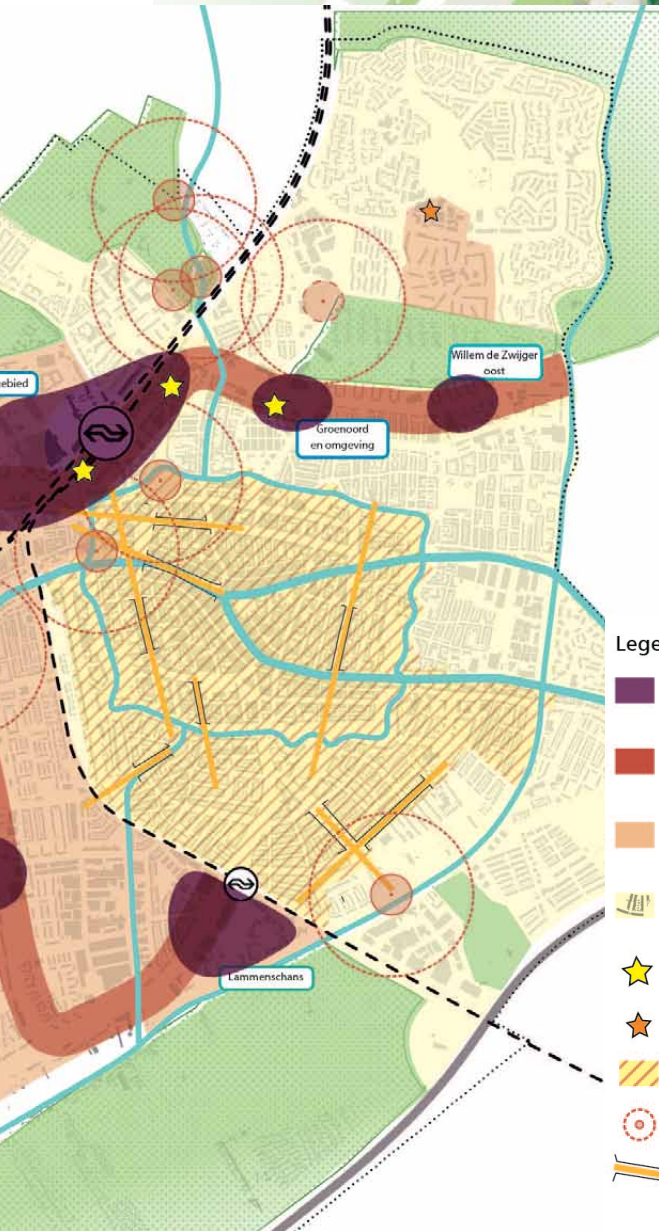 Willem de Zwijger
oost
ebied
Groenoord
en omgeving
Lege
Lammenschans